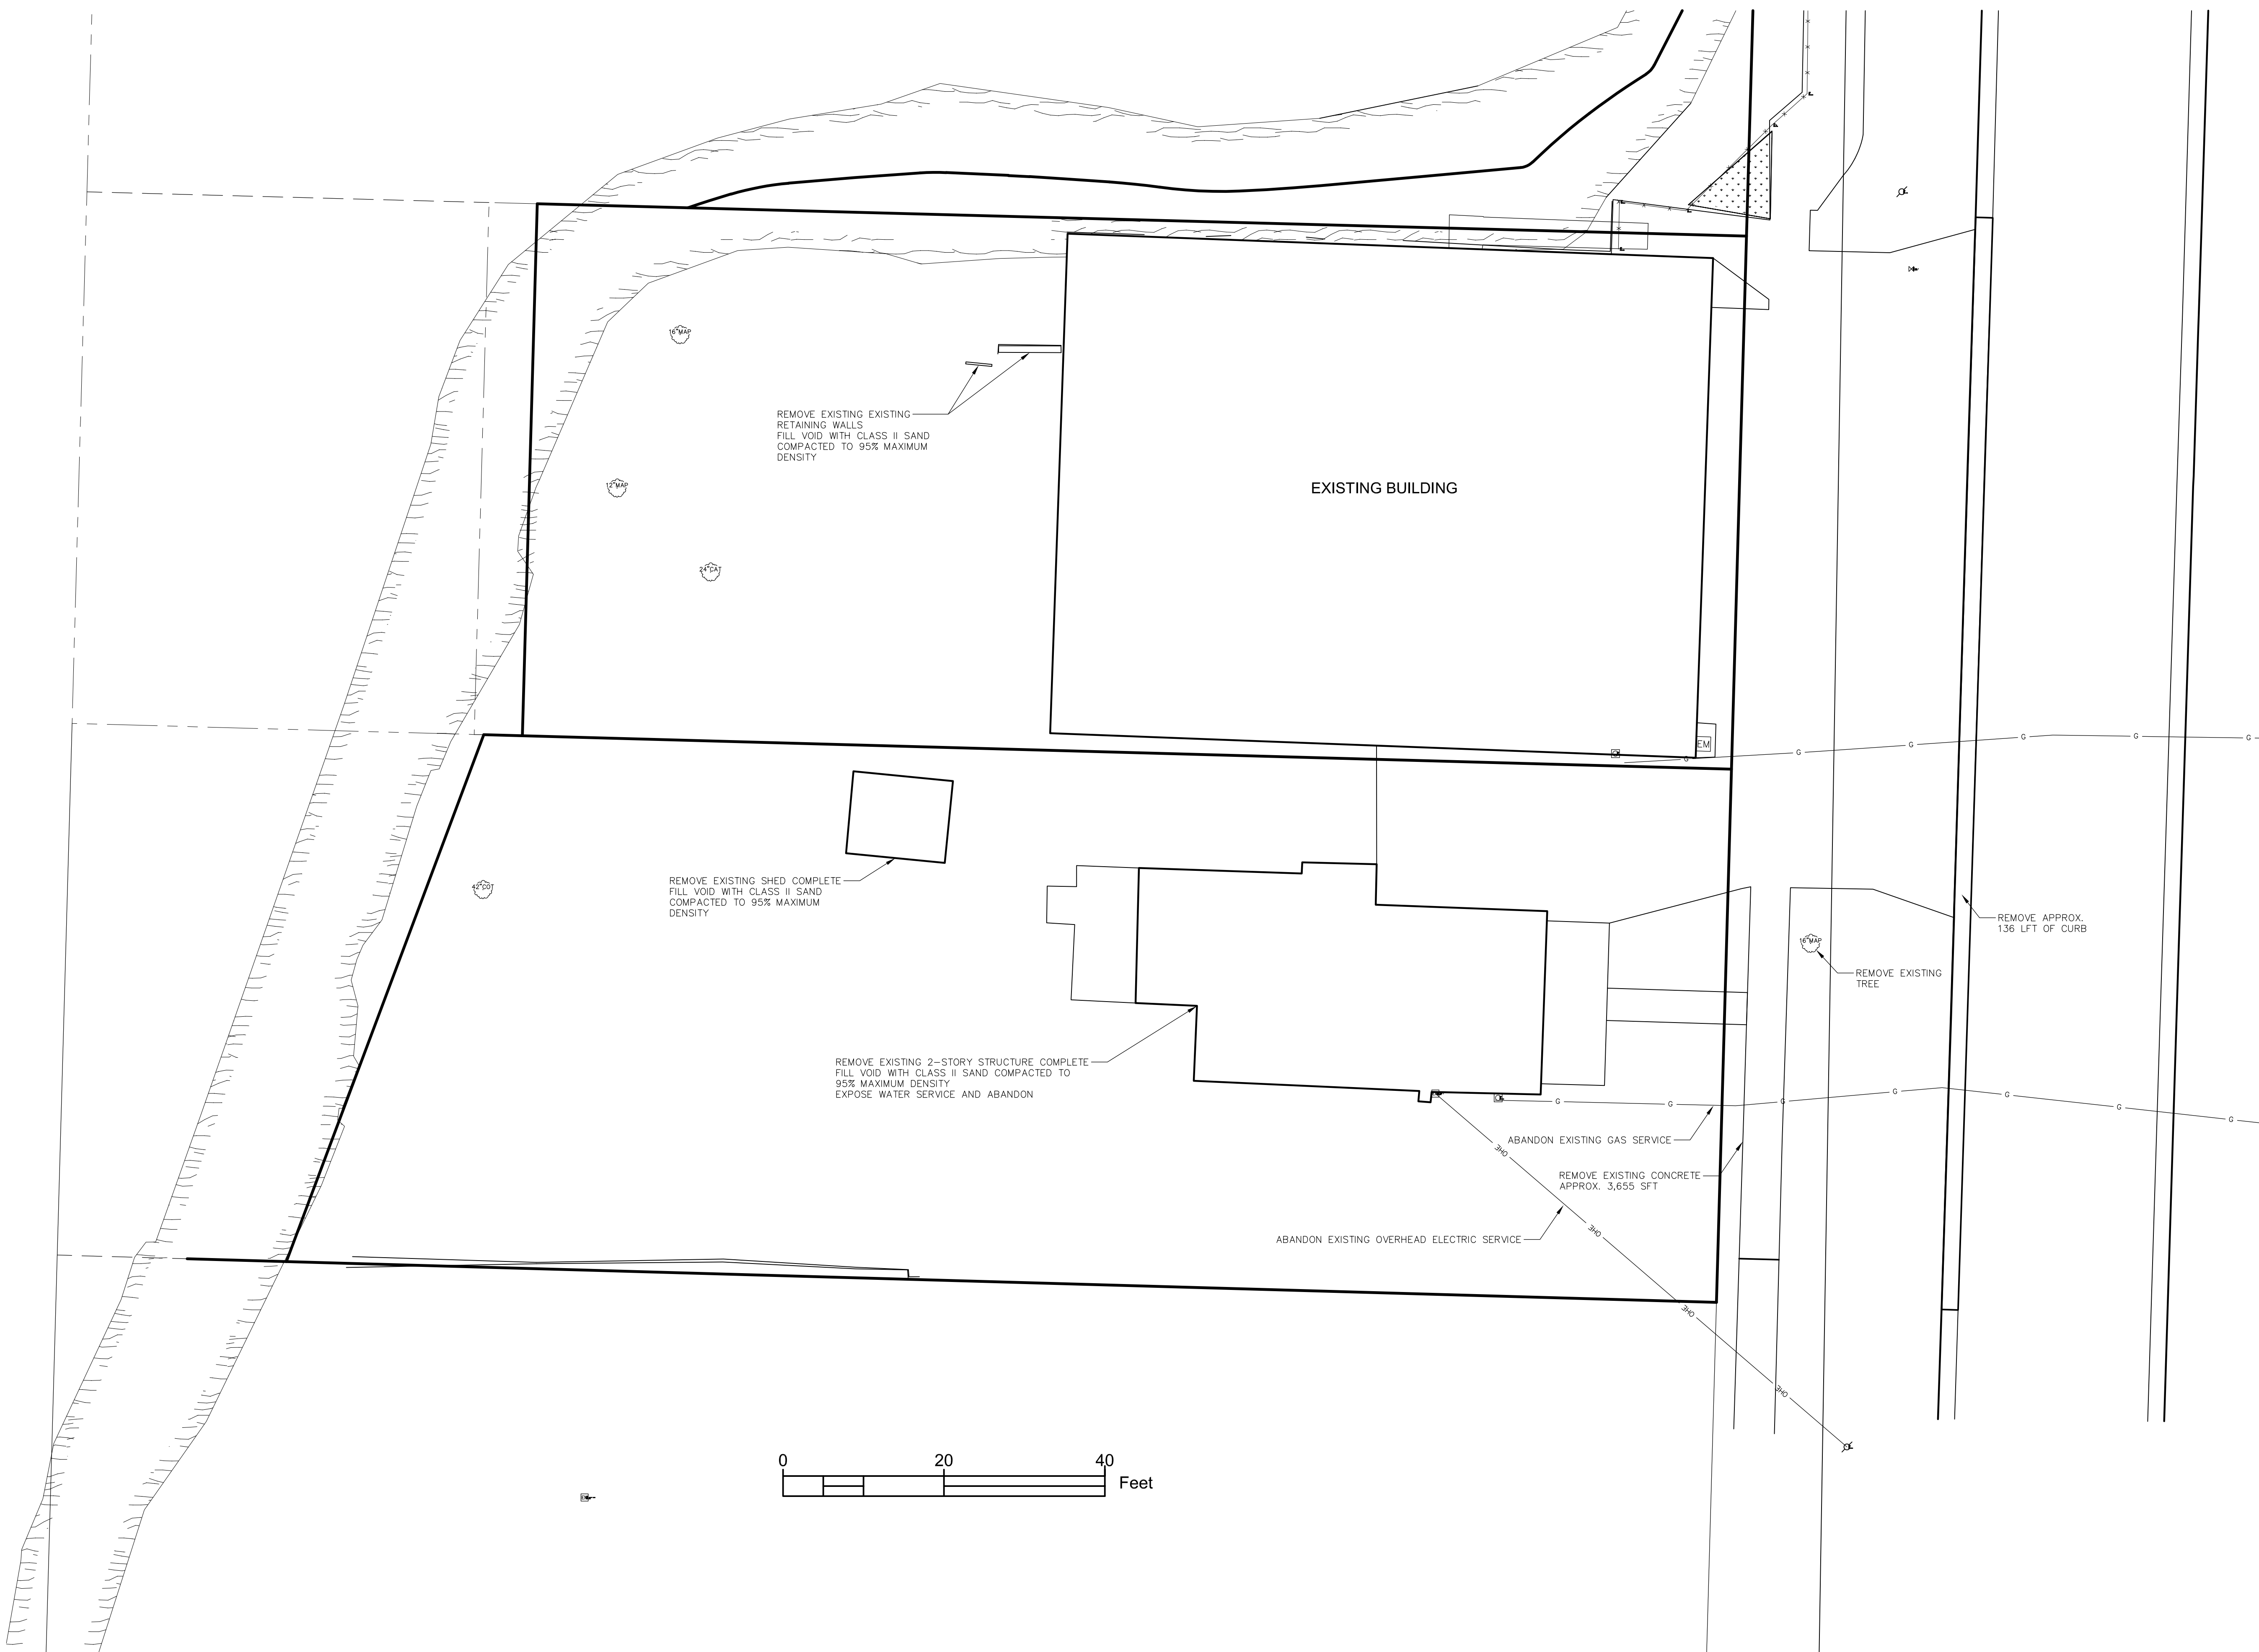 16"MAP
REMOVE EXISTING EXISTING
RETAINING WALLS
FILL VOID WITH CLASS II SAND
COMPACTED TO 95% MAXIMUM
DENSITY
12"MAP
EXISTING BUILDING
24"CAT
EM
G
G
G
G
G
G
REMOVE EXISTING SHED COMPLETE
FILL VOID WITH CLASS II SAND
COMPACTED TO 95% MAXIMUM
DENSITY
42"COT
REMOVE APPROX.
136 LFT OF CURB
16"MAP
REMOVE EXISTING
TREE
REMOVE EXISTING 2-STORY STRUCTURE COMPLETE
FILL VOID WITH CLASS II SAND COMPACTED TO
95% MAXIMUM DENSITY
EXPOSE WATER SERVICE AND ABANDON
G
G
G
G
G
G
G
ABANDON EXISTING GAS SERVICE
OHE
REMOVE EXISTING CONCRETE
APPROX. 3,655 SFT
OHE
ABANDON EXISTING OVERHEAD ELECTRIC SERVICE
OHE
OHE
0 20 40
Feet